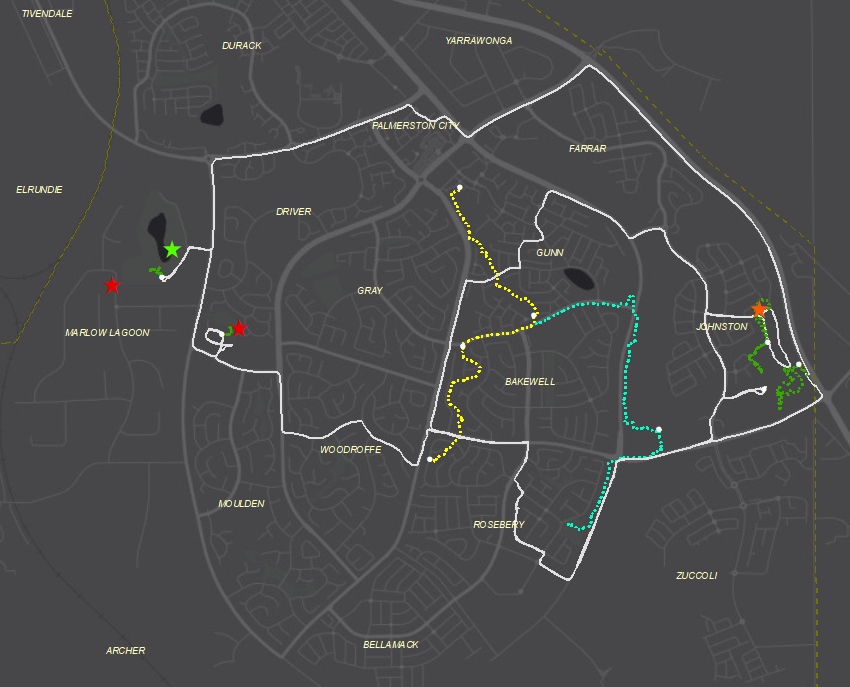 TIVENDALE
DURACK
YARRAWONGA
PALMERSTON CITY
FARRAR
ELRUNDIE
DRIVER
GUNN
GRAY
MARLOW LAGOON
JOHNSTON
BAKEWELL
WOODROFFE
MOULDEN
ROSEBERY
ZUCCOLI
BELLAMACK
ARCHER